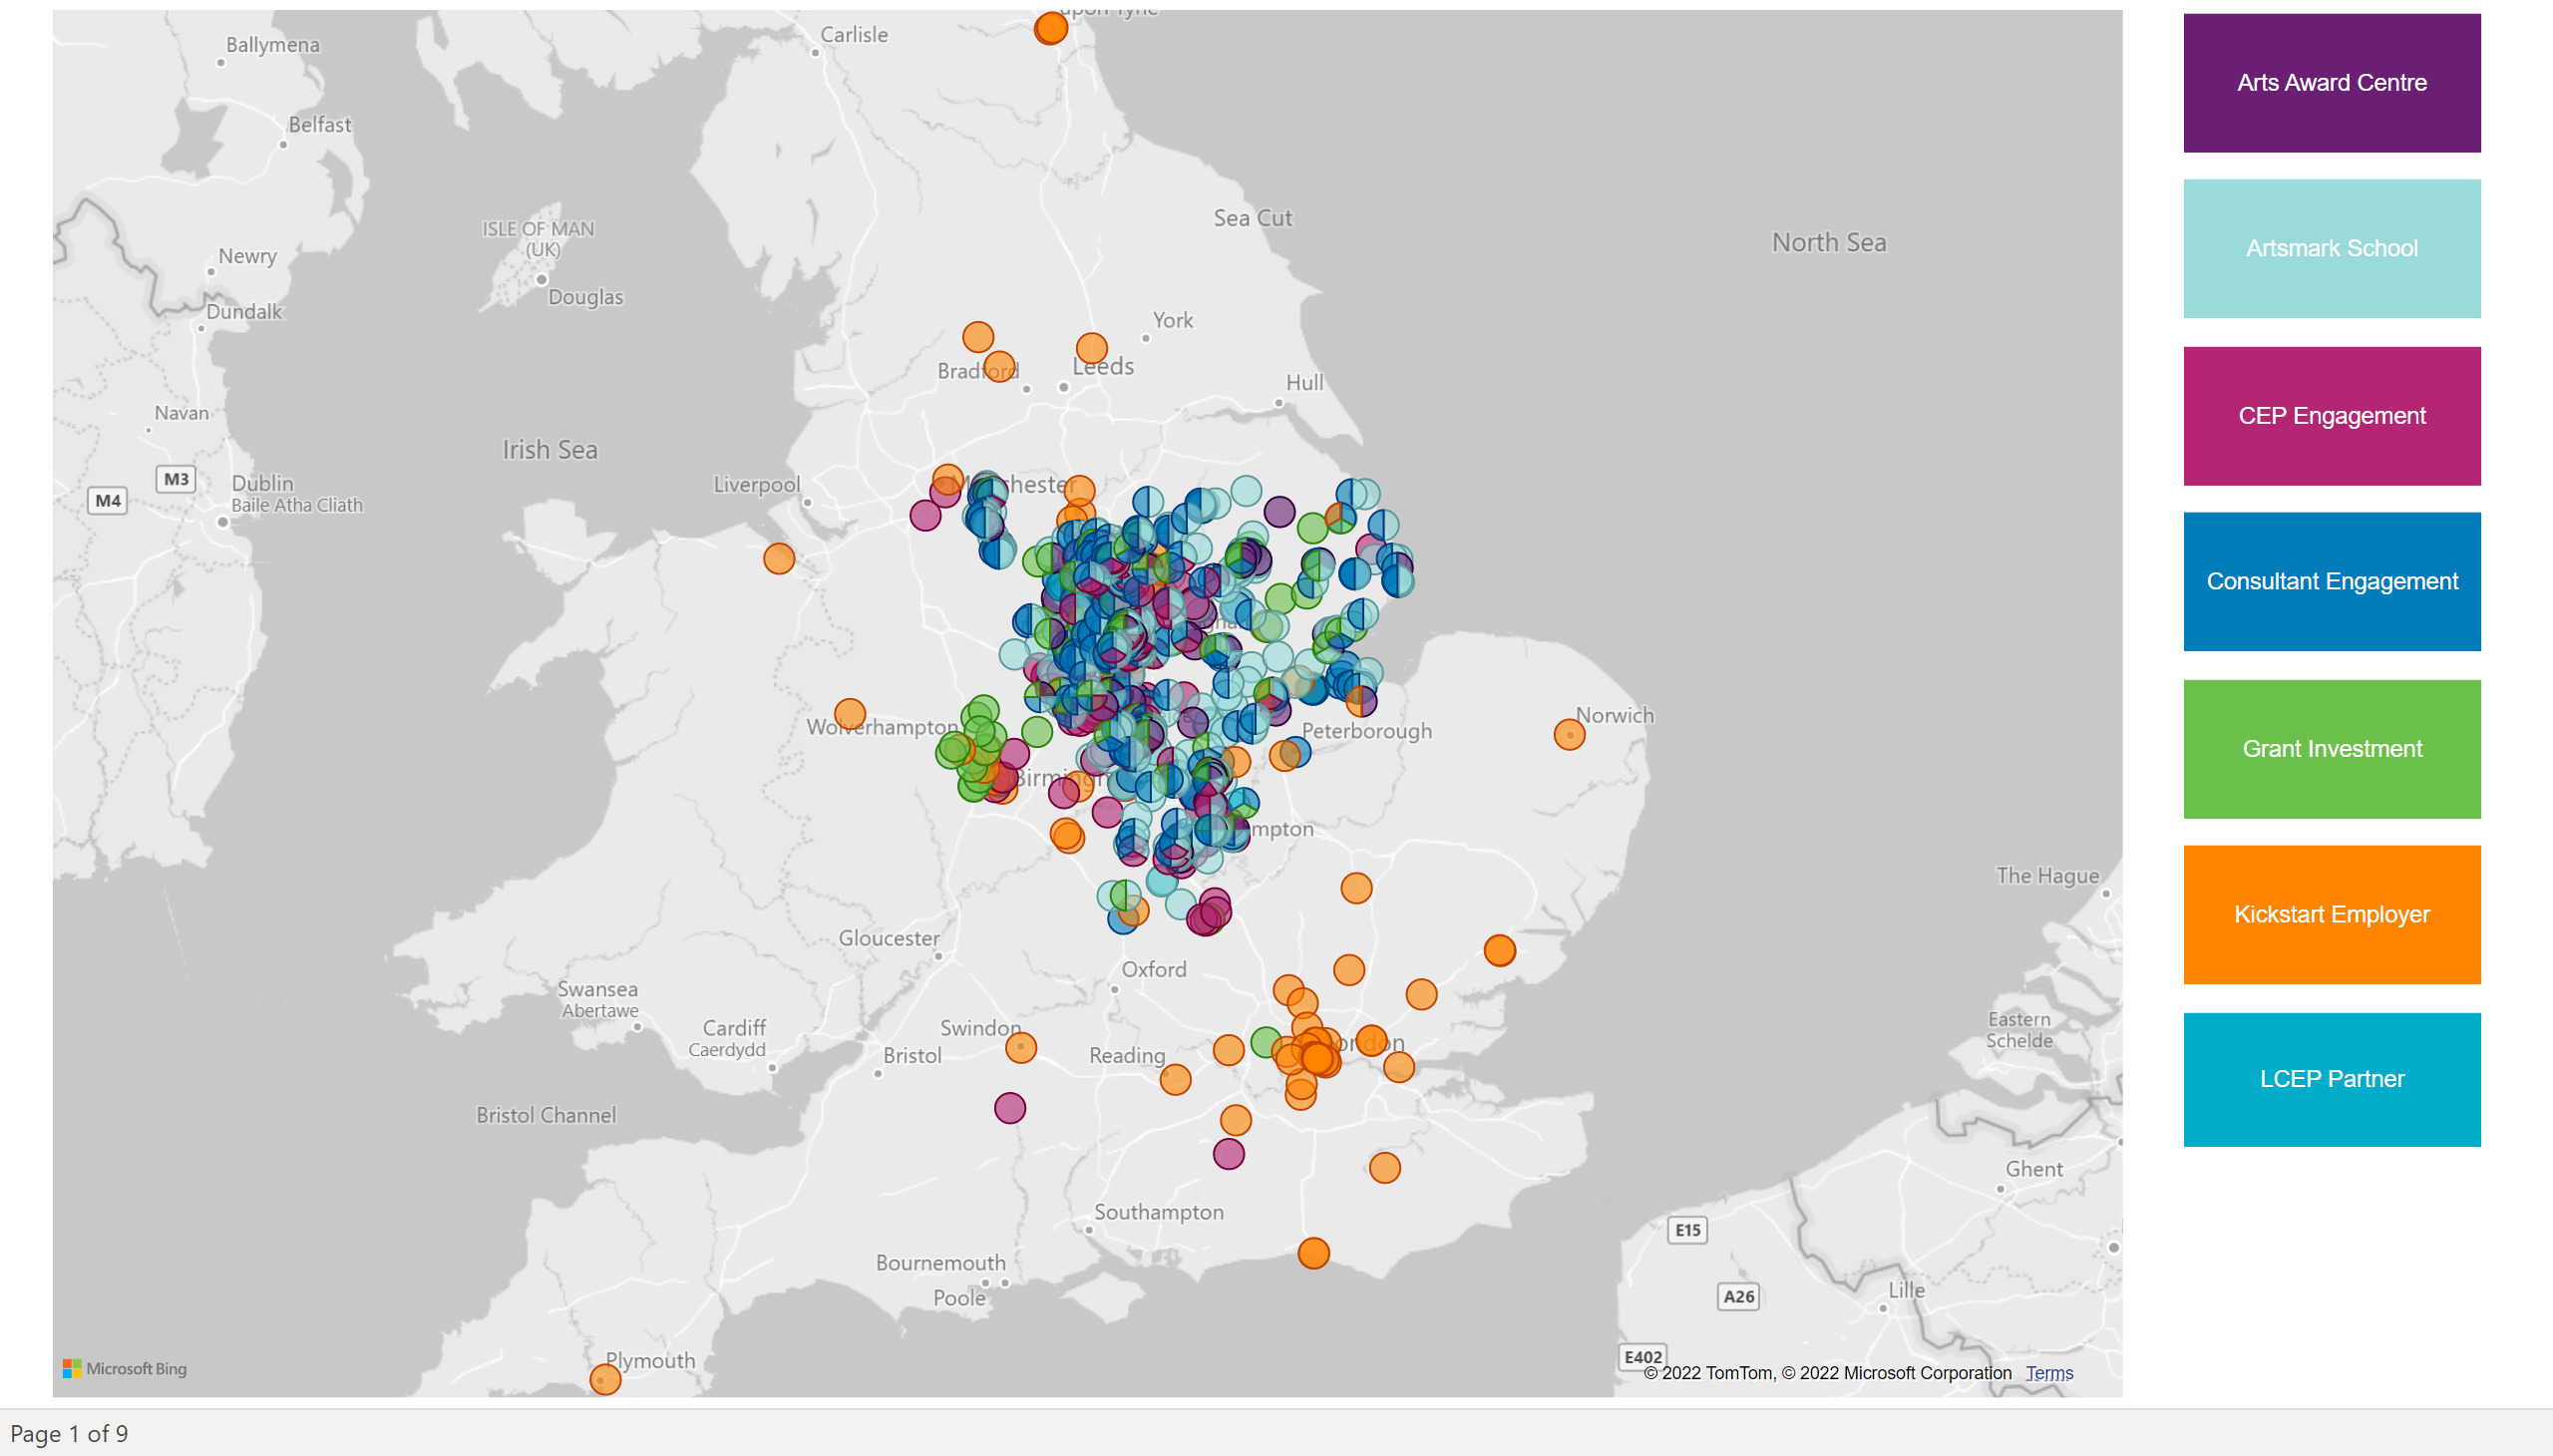 Ballymena
Carlisle
Belfast
ISLE OF MAN
(UK)
Douglas
Newry
Dundalk
Sea Cut
North Sea
York
Bradford
Leeds
Hull
Navan
Irish Sea
M3
M4
Dublin
Baile Atha Cliath
Liverpool
Norwich
Wolverhampton
Peterborough
The Hague
Gloucester
Oxford
Swansea
Abertawe
Cardiff
Caerdydd
Swindon
Bristol
Reading
Eastern
Schelde
Bristol Channel
Ghent
Southampton
E15
Bournemouth
Poole
A26
Lille
E402
Plymouth
Microsoft Bing
© 2022 TomTom, © 2022 Microsoft Corporation Terms
Arts Award Centre
Artsmark School
CEP Engagement
Consultant Engagement
Grant Investment
Kickstart Employer
LCEP Partner
Page 1 of 9